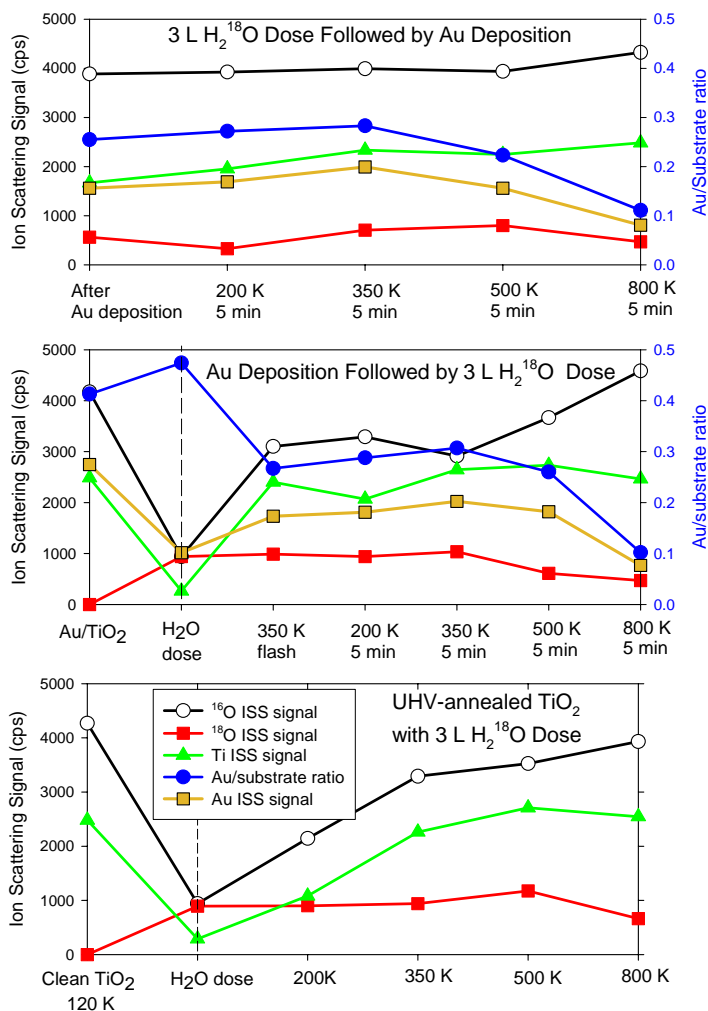 3 L H₂¹⁸O Dose Followed by Au Deposition
Ion Scattering Signal (cps)
5000
4000
3000
2000
1000
0
0.5
0.4
0.3
0.2
0.1
0.0
Au/Substrate ratio
After 200 K 350 K 500 K 800 K
Au deposition 5 min 5 min 5 min 5 min
Au Deposition Followed by 3 L H₂¹⁸O Dose
Ion Scattering Signal (cps)
5000
4000
3000
2000
1000
0
0.5
0.4
0.3
0.2
0.1
0.0
Au/substrate ratio
Au/TiO₂ H₂O 350 K 200 K 350 K 500 K 800 K
dose flash 5 min 5 min 5 min 5 min
UHV-annealed TiO₂
with 3 L H₂¹⁸O Dose
Ion Scattering Signal (cps)
5000
4000
3000
2000
1000
0
¹⁶O ISS signal
¹⁸O ISS signal
Ti ISS signal
Au/substrate ratio
Au ISS signal
Clean TiO₂ H₂O dose 200K 350 K 500 K 800 K
120 K